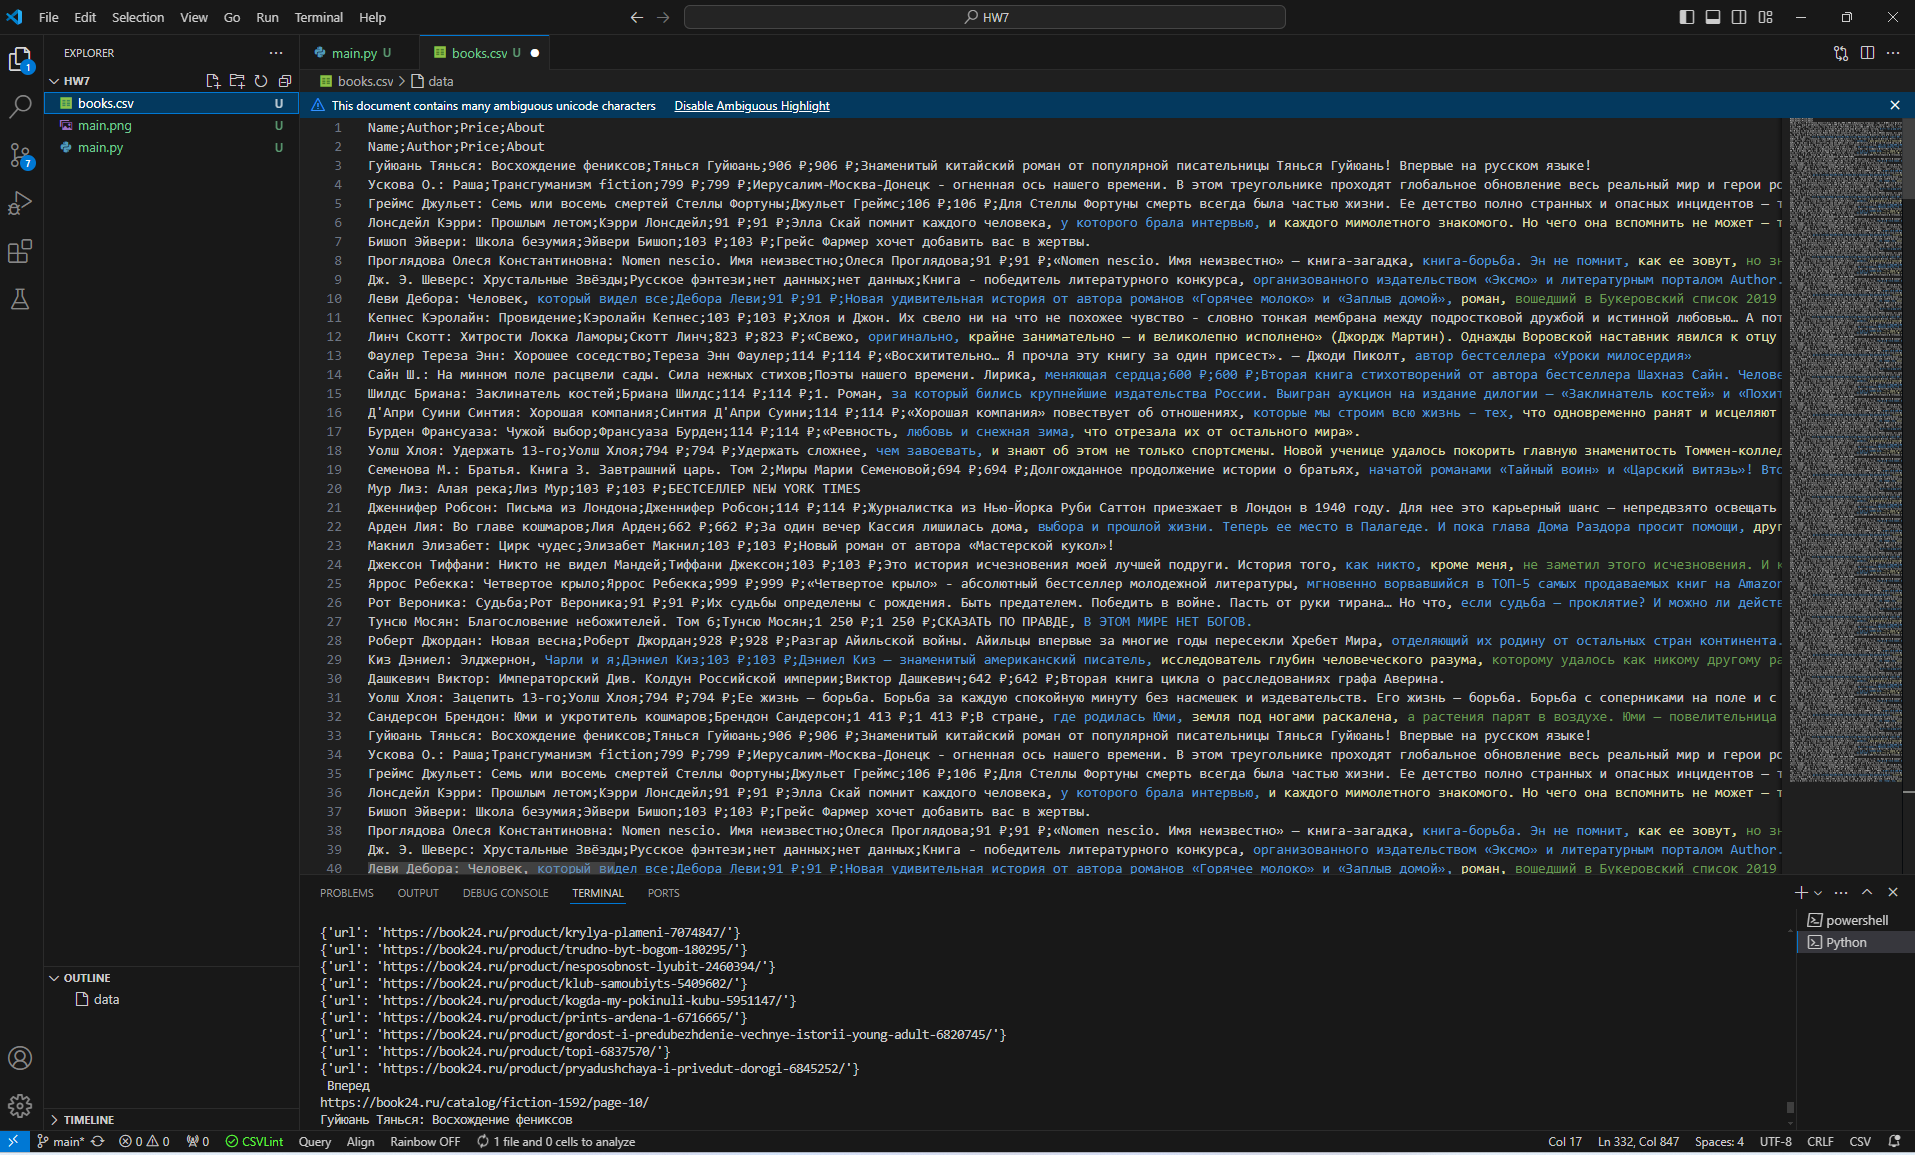 File Edit Selection View Go Run Terminal Help
HW7
EXPLORER
HW7
books.csv U
main.png U
main.py U
OUTLINE
data
TIMELINE
main.py U
books.csv U
books.csv > data
This document contains many ambiguous unicode characters Disable Ambiguous Highlight
1 Name;Author;Price;About
2 Name;Author;Price;About
3 Гуйюань Тянься: Восхождение фениксов;Тянься Гуйюань;906 ₽;906 ₽;Знаменитый китайский роман от популярной писательницы Тянься Гуйюань! Впервые на русском языке!
4 Ускова О.: Раша;Трансгуманизм fiction;799 ₽;799 ₽;Иерусалим-Москва-Донецк - огненная ось нашего времени. В этом треугольнике проходят глобальное обновление весь реальный мир и герои ро
5 Греймс Джульет: Семь или восемь смертей Стеллы Фортуны;Джульет Греймс;106 ₽;106 ₽;Для Стеллы Фортуны смерть всегда была частью жизни. Ее детство полно странных и опасных инцидентов – т
6 Лонсдейл Кэрри: Прошлым летом;Кэрри Лонсдейл;91 ₽;91 ₽;Элла Скай помнит каждого человека, у которого брала интервью, и каждого мимолетного знакомого. Но чего она вспомнить не может – т
7 Бишоп Эйвери: Школа безумия;Эйвери Бишоп;103 ₽;103 ₽;Грейс Фармер хочет добавить вас в жертвы.
8 Проглядова Олеся Константиновна: Nomen nescio. Имя неизвестно;Олеся Проглядова;91 ₽;91 ₽;«Nomen nescio. Имя неизвестно» – книга-загадка, книга-борьба. Эн не помнит, как ее зовут, но зн
9 Дж. Э. Шеверс: Хрустальные Звёзды;Русское фэнтези;нет данных;нет данных;Книга - победитель литературного конкурса, организованного издательством «Эксмо» и литературным порталом Author.
10 Леви Дебора: Человек, который видел все;Дебора Леви;91 ₽;91 ₽;Новая удивительная история от автора романов «Горячее молоко» и «Заплыв домой», роман, вошедший в Букеровский список 2019
11 Кепнес Кэролайн: Провидение;Кэролайн Кепнес;103 ₽;103 ₽;Хлоя и Джон. Их свело ни на что не похожее чувство - словно тонкая мембрана между подростковой дружбой и истинной любовью… А пот
12 Линч Скотт: Хитрости Локка Ламоры;Скотт Линч;823 ₽;823 ₽;«Свежо, оригинально, крайне занимательно – и великолепно исполнено» (Джордж Мартин). Однажды Воровской наставник явился к отцу
13 Фаулер Тереза Энн: Хорошее соседство;Тереза Энн Фаулер;114 ₽;114 ₽;«Восхитительно… Я прочла эту книгу за один присест». – Джоди Пиколт, автор бестселлера «Уроки милосердия»
14 Сайн Ш.: На минном поле расцвели сады. Сила нежных стихов;Поэты нашего времени. Лирика, меняющая сердца;600 ₽;600 ₽;Вторая книга стихотворений от автора бестселлера Шахназ Сайн. Челове
15 Шилдс Бриана: Заклинатель костей;Бриана Шилдс;114 ₽;114 ₽;1. Роман, за который бились крупнейшие издательства России. Выигран аукцион на издание дилогии – «Заклинатель костей» и «Похит
16 Д'Апри Суини Синтия: Хорошая компания;Синтия Д'Апри Суини;114 ₽;114 ₽;«Хорошая компания» повествует об отношениях, которые мы строим всю жизнь – тех, что одновременно ранят и исцеляют
17 Бурден Франсуаза: Чужой выбор;Франсуаза Бурден;114 ₽;114 ₽;«Ревность, любовь и снежная зима, что отрезала их от остального мира».
18 Уолш Хлоя: Удержать 13-го;Уолш Хлоя;794 ₽;794 ₽;Удержать сложнее, чем завоевать, и знают об этом не только спортсмены. Новой ученице удалось покорить главную знаменитость Томмен-коллед
19 Семенова М.: Братья. Книга 3. Завтрашний царь. Том 2;Миры Марии Семеновой;694 ₽;694 ₽;Долгожданное продолжение истории о братьях, начатой романами «Тайный воин» и «Царский витязь»! Вто
20 Мур Лиз: Алая река;Лиз Мур;103 ₽;103 ₽;БЕСТСЕЛЛЕР NEW YORK TIMES
21 Дженнифер Робсон: Письма из Лондона;Дженнифер Робсон;114 ₽;114 ₽;Журналистка из Нью-Йорка Руби Саттон приезжает в Лондон в 1940 году. Для нее это карьерный шанс – непредвзято освещать
22 Арден Лия: Во главе кошмаров;Лия Арден;662 ₽;662 ₽;За один вечер Кассия лишилась дома, выбора и прошлой жизни. Теперь ее место в Палагеде. И пока глава Дома Раздора просит помощи, друг
23 Макнил Элизабет: Цирк чудес;Элизабет Макнил;103 ₽;103 ₽;Новый роман от автора «Мастерской кукол»!
24 Джексон Тиффани: Никто не видел Мандей;Тиффани Джексон;103 ₽;103 ₽;Это история исчезновения моей лучшей подруги. История того, как никто, кроме меня, не заметил этого исчезновения. И к
25 Яррос Ребекка: Четвертое крыло;Яррос Ребекка;999 ₽;999 ₽;«Четвертое крыло» - абсолютный бестселлер молодежной литературы, мгновенно ворвавшийся в ТОП-5 самых продаваемых книг на Amazon
26 Рот Вероника: Судьба;Рот Вероника;91 ₽;91 ₽;Их судьбы определены с рождения. Быть предателем. Победить в войне. Пасть от руки тирана… Но что, если судьба – проклятие? И можно ли действ
27 Тунсю Мосян: Благословение небожителей. Том 6;Тунсю Мосян;1 250 ₽;1 250 ₽;СКАЗАТЬ ПО ПРАВДЕ, В ЭТОМ МИРЕ НЕТ БОГОВ.
28 Роберт Джордан: Новая весна;Роберт Джордан;928 ₽;928 ₽;Разгар Айильской войны. Айильцы впервые за многие годы пересекли Хребет Мира, отделяющий их родину от остальных стран континента.
29 Киз Дэниел: Элджернон, Чарли и я;Дэниел Киз;103 ₽;103 ₽;Дэниел Киз – знаменитый американский писатель, исследователь глубин человеческого разума, которому удалось как никому другому ра
30 Дашкевич Виктор: Императорский Див. Колдун Российской империи;Виктор Дашкевич;642 ₽;642 ₽;Вторая книга цикла о расследованиях графа Аверина.
31 Уолш Хлоя: Зацепить 13-го;Уолш Хлоя;794 ₽;794 ₽;Ее жизнь – борьба. Борьба за каждую спокойную минуту без насмешек и издевательств. Его жизнь – борьба. Борьба с соперниками на поле и с
32 Сандерсон Брендон: Юми и укротитель кошмаров;Брендон Сандерсон;1 413 ₽;1 413 ₽;В стране, где родилась Юми, земля под ногами раскалена, а растения парят в воздухе. Юми – повелительница
33 Гуйюань Тянься: Восхождение фениксов;Тянься Гуйюань;906 ₽;906 ₽;Знаменитый китайский роман от популярной писательницы Тянься Гуйюань! Впервые на русском языке!
34 Ускова О.: Раша;Трансгуманизм fiction;799 ₽;799 ₽;Иерусалим-Москва-Донецк - огненная ось нашего времени. В этом треугольнике проходят глобальное обновление весь реальный мир и герои ро
35 Греймс Джульет: Семь или восемь смертей Стеллы Фортуны;Джульет Греймс;106 ₽;106 ₽;Для Стеллы Фортуны смерть всегда была частью жизни. Ее детство полно странных и опасных инцидентов – т
36 Лонсдейл Кэрри: Прошлым летом;Кэрри Лонсдейл;91 ₽;91 ₽;Элла Скай помнит каждого человека, у которого брала интервью, и каждого мимолетного знакомого. Но чего она вспомнить не может – т
37 Бишоп Эйвери: Школа безумия;Эйвери Бишоп;103 ₽;103 ₽;Грейс Фармер хочет добавить вас в жертвы.
38 Проглядова Олеся Константиновна: Nomen nescio. Имя неизвестно;Олеся Проглядова;91 ₽;91 ₽;«Nomen nescio. Имя неизвестно» – книга-загадка, книга-борьба. Эн не помнит, как ее зовут, но зн
39 Дж. Э. Шеверс: Хрустальные Звёзды;Русское фэнтези;нет данных;нет данных;Книга - победитель литературного конкурса, организованного издательством «Эксмо» и литературным порталом Author.
40 Леви Дебора: Человек, который видел все;Дебора Леви;91 ₽;91 ₽;Новая удивительная история от автора романов «Горячее молоко» и «Заплыв домой», роман, вошедший в Букеровский список 2019
PROBLEMS OUTPUT DEBUG CONSOLE TERMINAL PORTS
{'url': 'https://book24.ru/product/krylya-plameni-7074847/'}
{'url': 'https://book24.ru/product/trudno-byt-bogom-180295/'}
{'url': 'https://book24.ru/product/nesposobnost-lyubit-2460394/'}
{'url': 'https://book24.ru/product/klub-samoubiyts-5409602/'}
{'url': 'https://book24.ru/product/kogda-my-pokinuli-kubu-5951147/'}
{'url': 'https://book24.ru/product/prints-ardena-1-6716665/'}
{'url': 'https://book24.ru/product/gordost-i-predubezhdenie-vechnye-istorii-young-adult-6820745/'}
{'url': 'https://book24.ru/product/topi-6837570/'}
{'url': 'https://book24.ru/product/pryadushchaya-i-privedut-dorogi-6845252/'}
Вперед
https://book24.ru/catalog/fiction-1592/page-10/
Гуйюань Тянься: Восхождение фениксов
powershell
Python
1
7
main* 0 0 0 CSVLint Query Align Rainbow OFF 1 file and 0 cells to analyze Col 17 Ln 332, Col 847 Spaces: 4 UTF-8 CRLF CSV